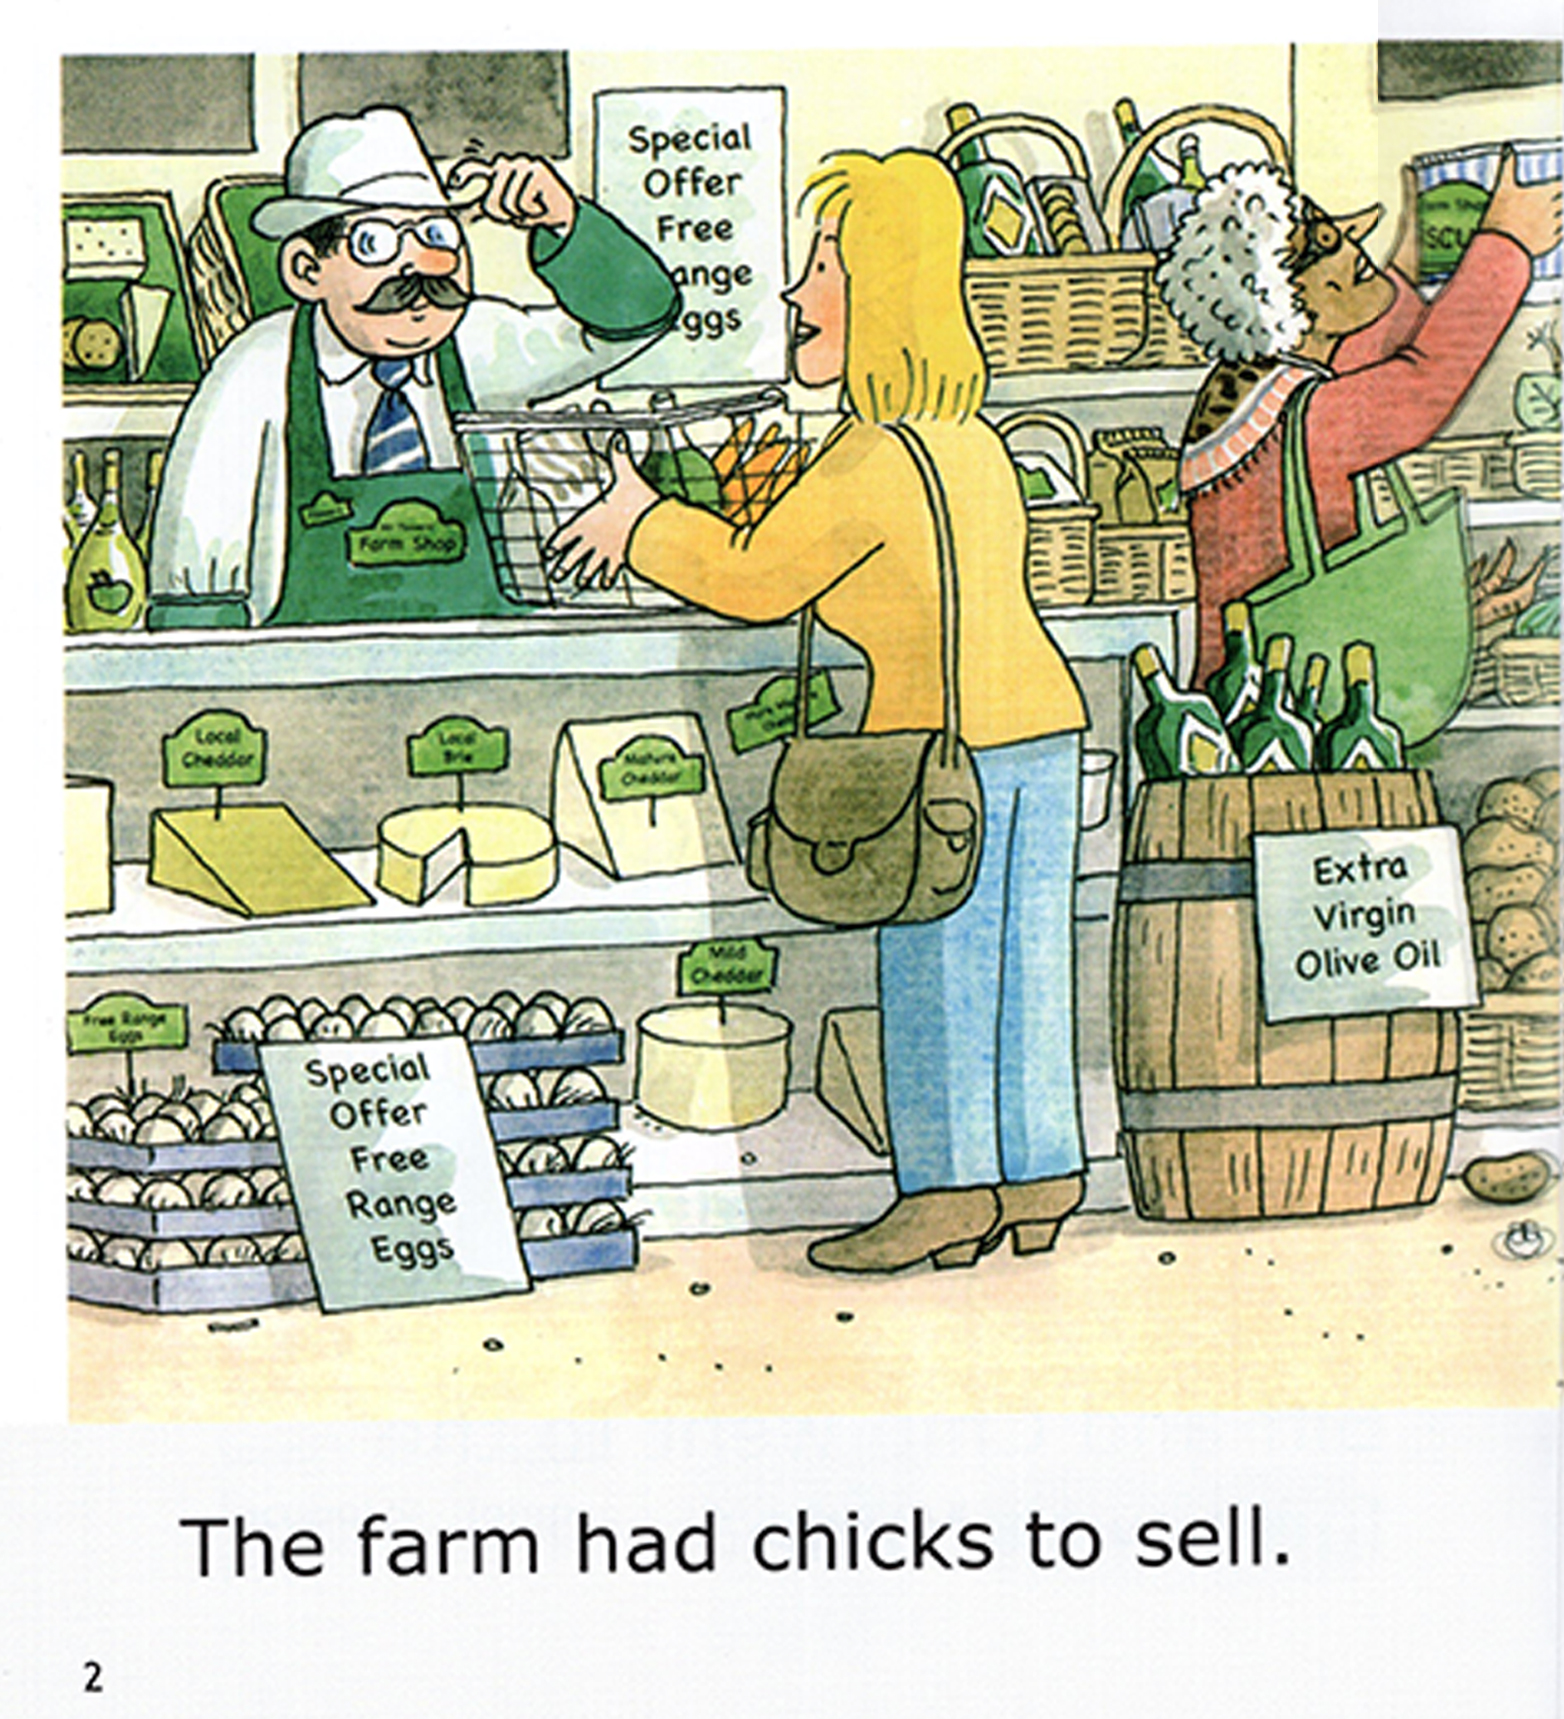 Special
Offer
Free
ange
ggs
Farm Shop
Local
Cheddar
Local
Brie
Mature
Cheddar
Mild
Cheddar
Free Range
Eggs
Special
Offer
Free
Range
Eggs
Extra
Virgin
Olive Oil
The farm had chicks to sell.
2